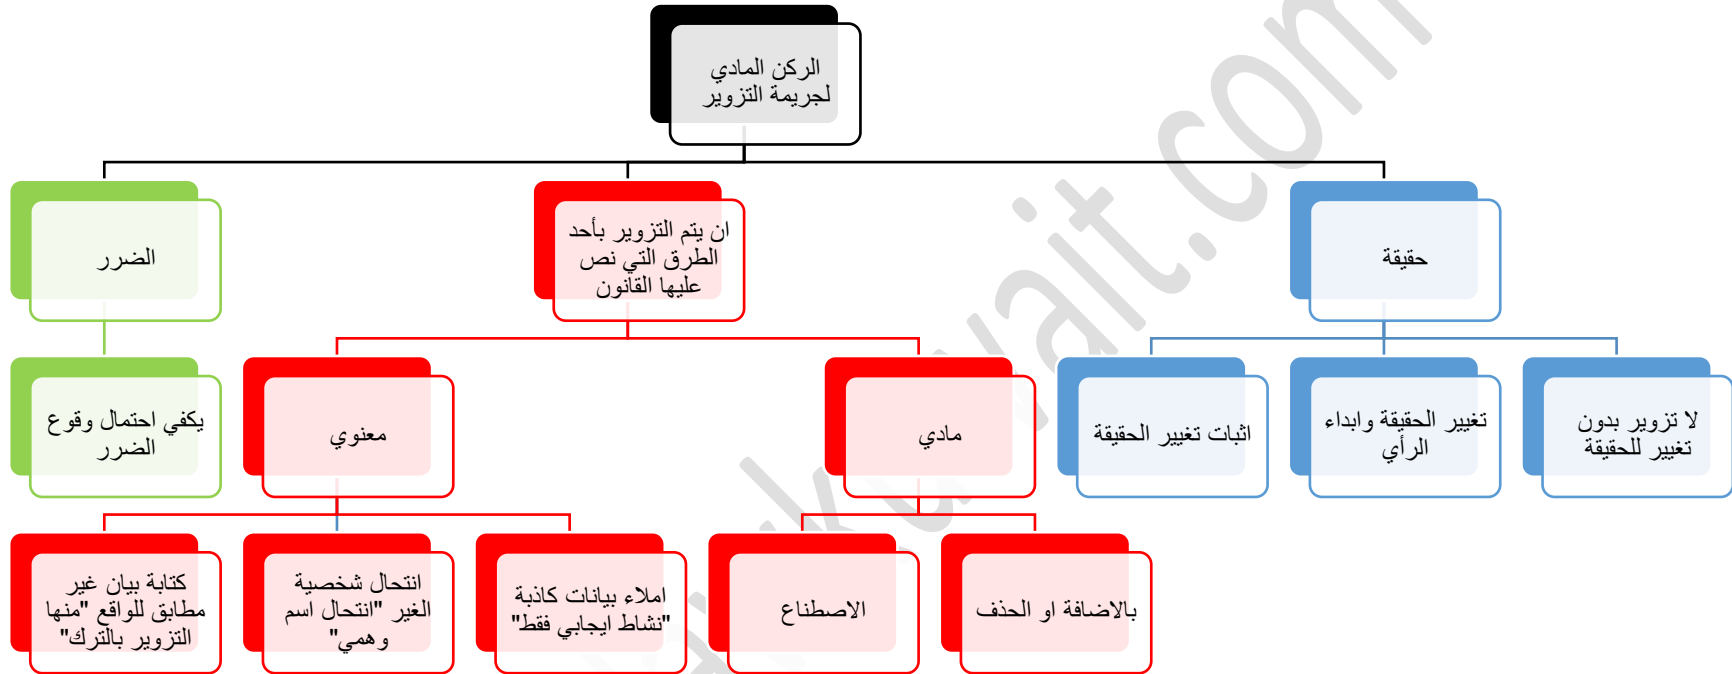 الركن المادي
لجريمة التزوير
حقيقة
ان يتم التزوير بأحد
الطرق التي نص
عليها القانون
الضرر
لا تزوير بدون
تغيير للحقيقة
تغيير الحقيقة وابداء
الرأي
اثبات تغيير الحقيقة
مادي
معنوي
يكفي احتمال وقوع
الضرر
بالاضافة او الحذف
الاصطناع
املاء بيانات كاذبة
"نشاط ايجابي فقط"
انتحال شخصية
الغير "انتحال اسم
وهمي"
كتابة بيان غير
مطابق للواقع "منها
التزوير بالترك"